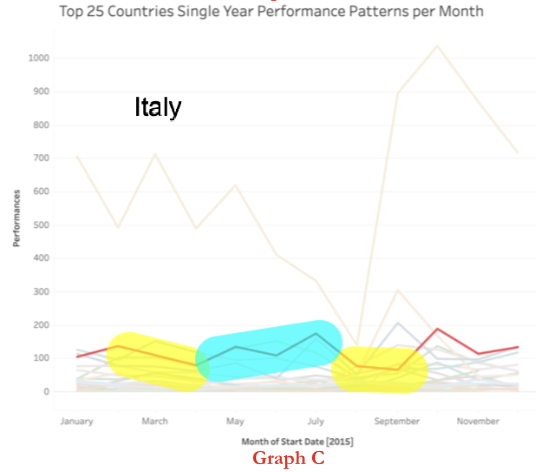 Top 25 Countries Single Year Performance Patterns per Month
1000
Italy
900
800
700
600
Performances
500
400
300
200
100
0
January
March
May
July
September
November
Month of Start Date [2015]
Graph C